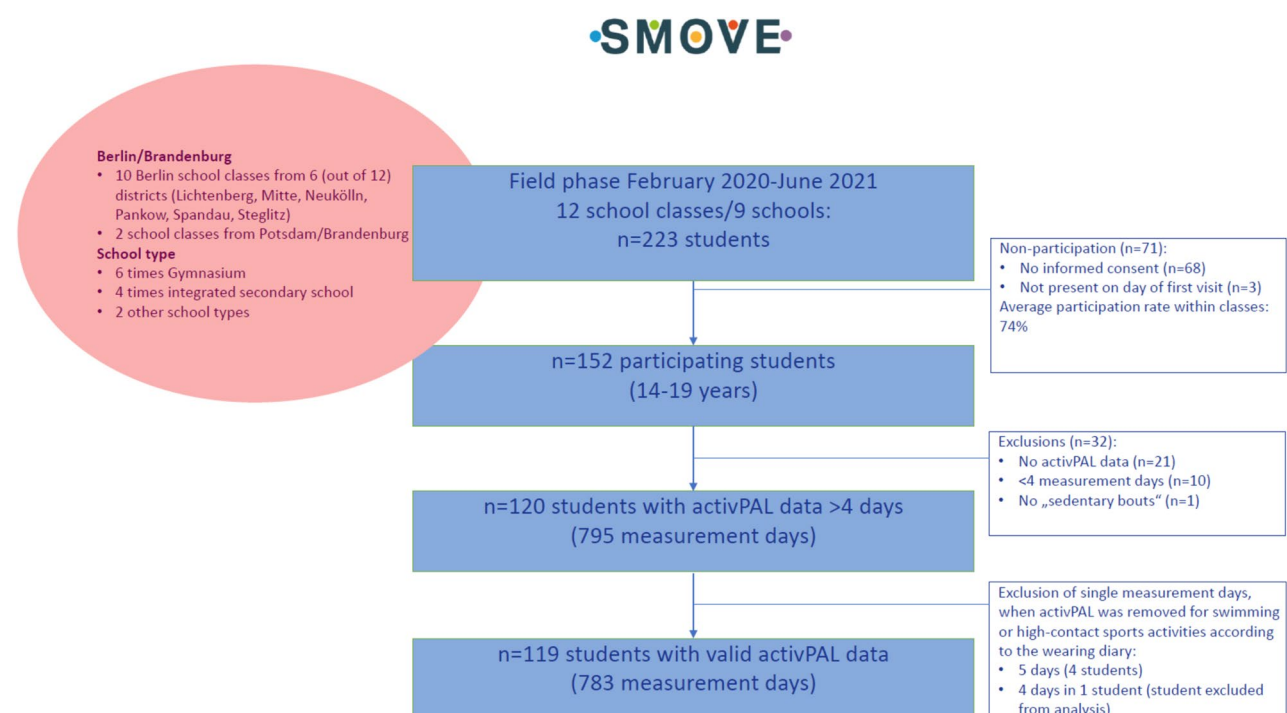 SMOVE
Berlin/Brandenburg
• 10 Berlin school classes from 6 (out of 12)
districts (Lichtenberg, Mitte, Neukölln,
Pankow, Spandau, Steglitz)
• 2 school classes from Potsdam/Brandenburg
School type
• 6 times Gymnasium
• 4 times integrated secondary school
• 2 other school types
Field phase February 2020-June 2021
12 school classes/9 schools:
n=223 students
Non-participation (n=71):
• No informed consent (n=68)
• Not present on day of first visit (n=3)
Average participation rate within classes:
74%
n=152 participating students
(14-19 years)
Exclusions (n=32):
• No activPAL data (n=21)
• <4 measurement days (n=10)
• No „sedentary bouts“ (n=1)
n=120 students with activPAL data >4 days
(795 measurement days)
Exclusion of single measurement days,
when activPAL was removed for swimming
or high-contact sports activities according
to the wearing diary:
• 5 days (4 students)
• 4 days in 1 student (student excluded
from analysis)
n=119 students with valid activPAL data
(783 measurement days)